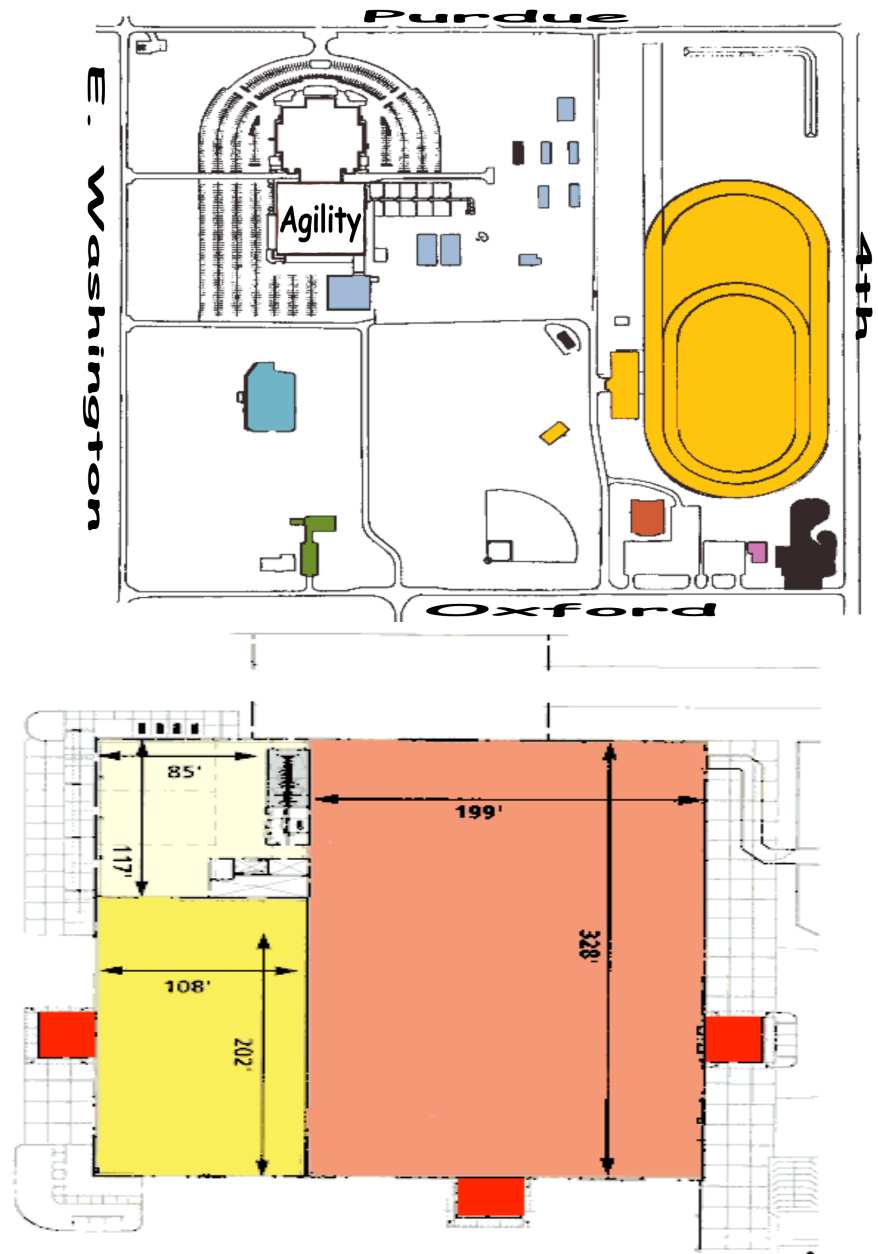 Purdue
E. Washington
Agility
4th
Oxford
85'
199'
117'
328'
108'
202'